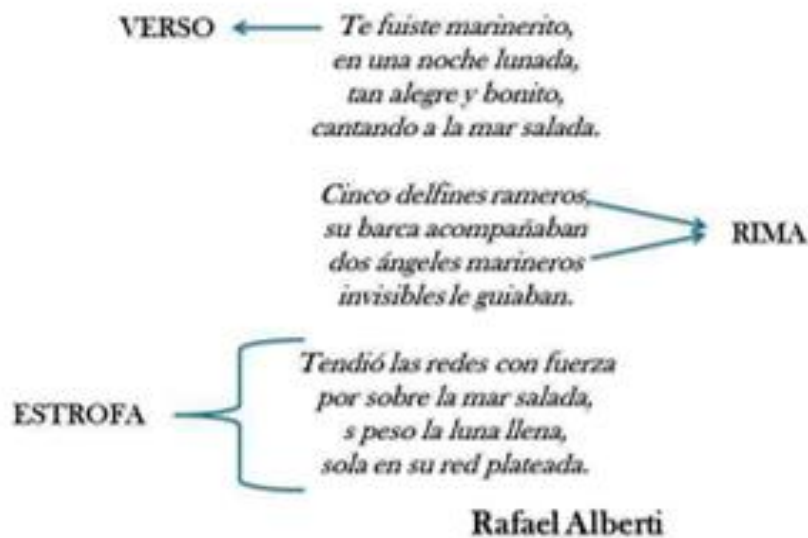 VERSO
Te fuiste marinerito,
en una noche lunada,
tan alegre y bonito,
cantando a la mar salada.
Cinco delfines rameros,
su barca acompañaban
dos ángeles marineros
invisibles le guiaban.
RIMA
Tendió las redes con fuerza
por sobre la mar salada,
s peso la luna llena,
sola en su red plateada.
ESTROFA
Rafael Alberti